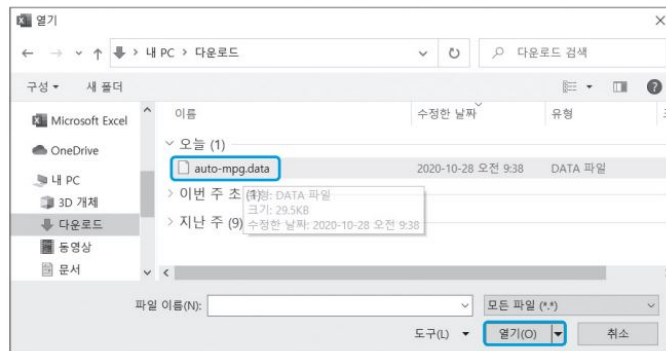 열기
내 PC > 다운로드
다운로드 검색
구성
새 폴더
이름
수정한 날짜
유형
Microsoft Excel
OneDrive
내 PC
3D 개체
다운로드
동영상
문서
오늘 (1)
auto-mpg.data
2020-10-28 오전 9:38
DATA 파일
이번 주 초 (1)
유형: DATA 파일
크기: 29.5KB
지난 주 (9)
수정한 날짜: 2020-10-28 오전 9:38
파일 이름(N):
모든 파일 (*.*)
도구(L)
열기(O)
취소